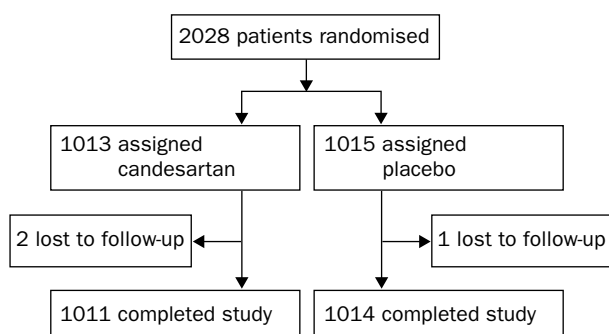 2028 patients randomised
1013 assigned
candesartan
1015 assigned
placebo
2 lost to follow-up
1 lost to follow-up
1011 completed study
1014 completed study